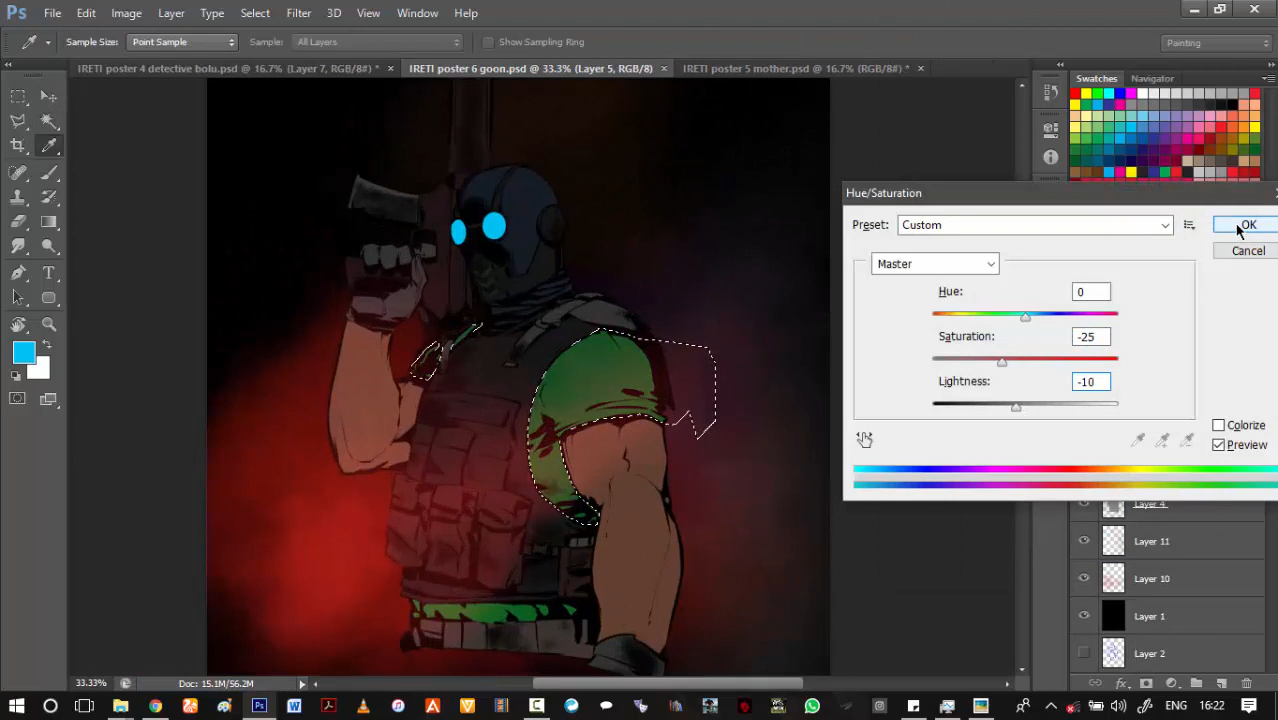 Ps File Edit Image Layer Type Select Filter 3D View Window Help
Sample Size: Point Sample Sample: All Layers Show Sampling Ring Painting
IRETI poster 4 detective bolu.psd @ 16.7% (Layer 7, RGB/8#) * × IRETI poster 6 goon.psd @ 33.3% (Layer 5, RGB/8) × IRETI poster 5 mother.psd @ 16.7% (RGB/8#) * ×
Swatches Navigator
Hue/Saturation
Preset: Custom OK
Cancel
Master
Hue: 0
Saturation: -25
Lightness: -10
Colorize
Preview
Layer 4
Layer 11
Layer 10
Layer 1
Layer 2
33.33% Doc: 15.1M/56.2M
ENG 16:22